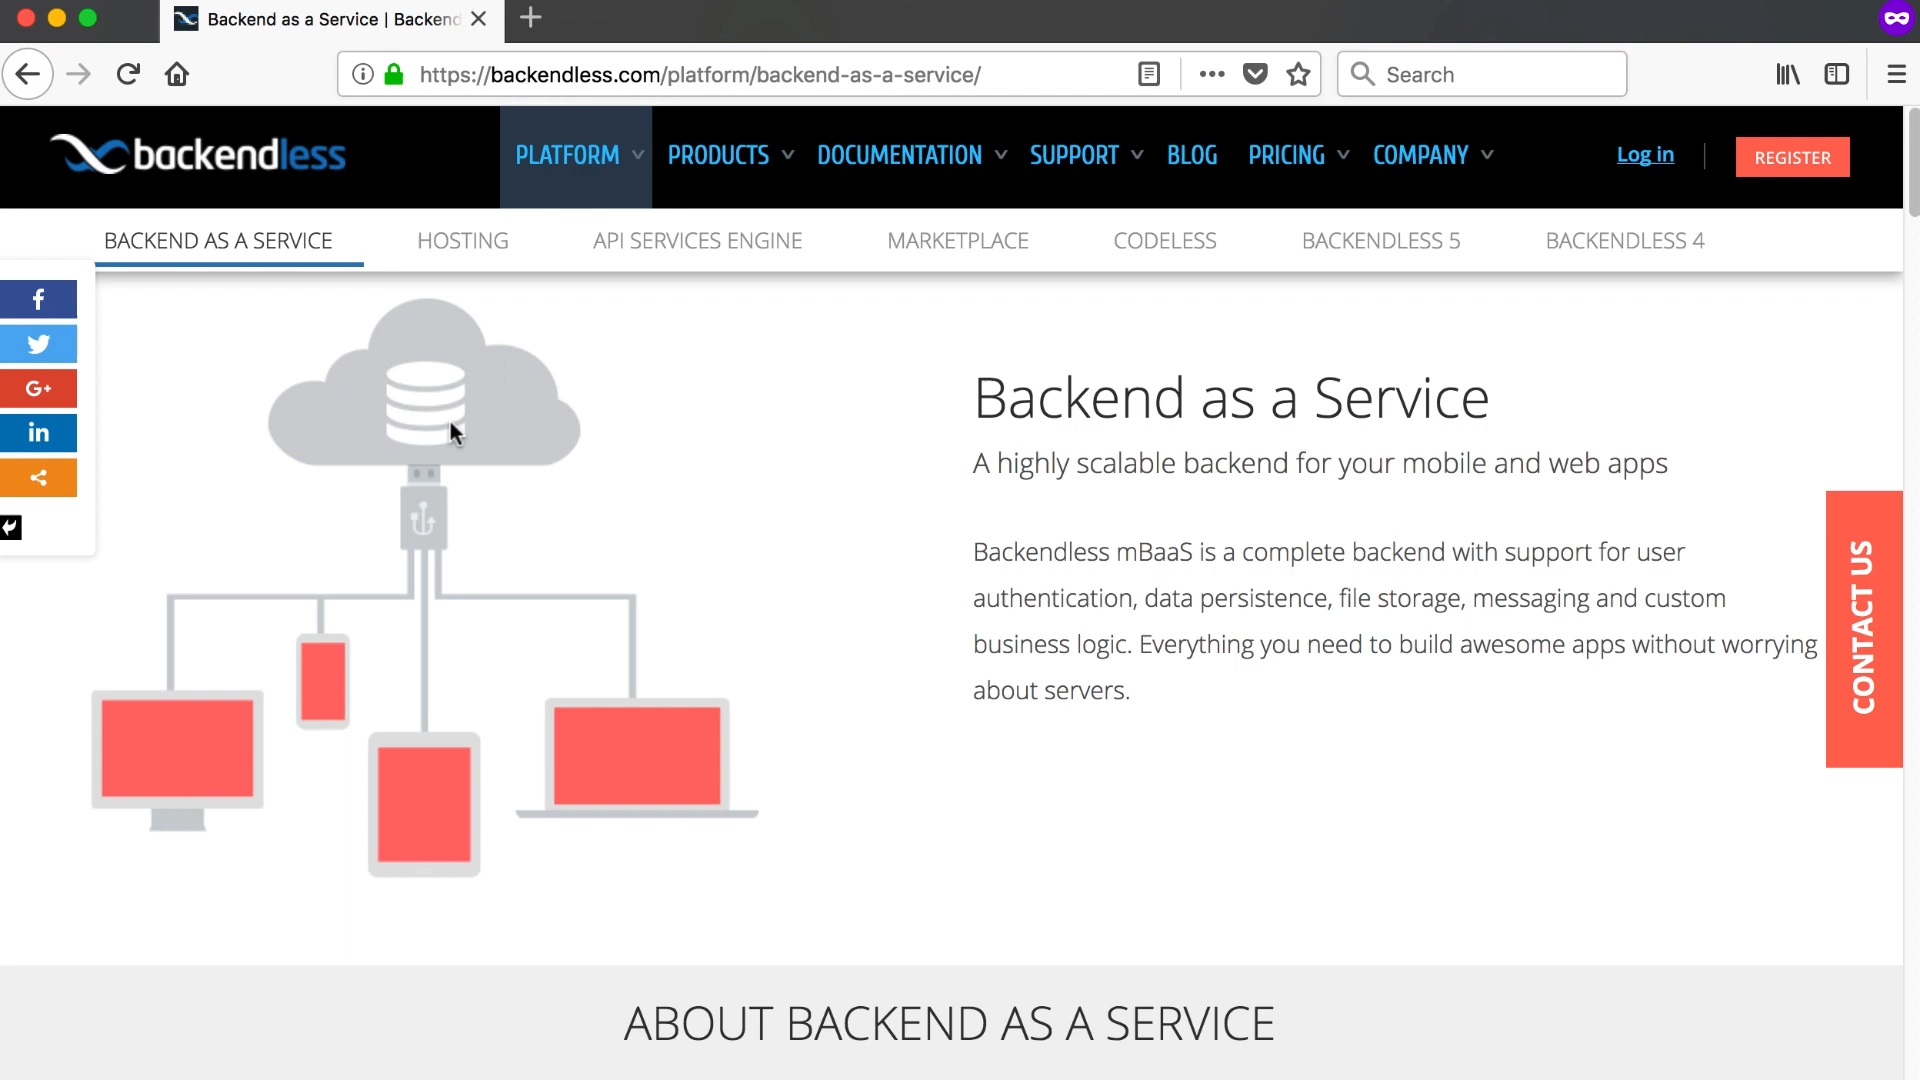 Backend as a Service | Backend
https://backendless.com/platform/backend-as-a-service/
Search
backendless
PLATFORM PRODUCTS DOCUMENTATION SUPPORT BLOG PRICING COMPANY Log in REGISTER
BACKEND AS A SERVICE HOSTING API SERVICES ENGINE MARKETPLACE CODELESS BACKENDLESS 5 BACKENDLESS 4
f
G+
in
Backend as a Service
A highly scalable backend for your mobile and web apps
Backendless mBaaS is a complete backend with support for user
authentication, data persistence, file storage, messaging and custom
business logic. Everything you need to build awesome apps without worrying
about servers.
CONTACT US
ABOUT BACKEND AS A SERVICE